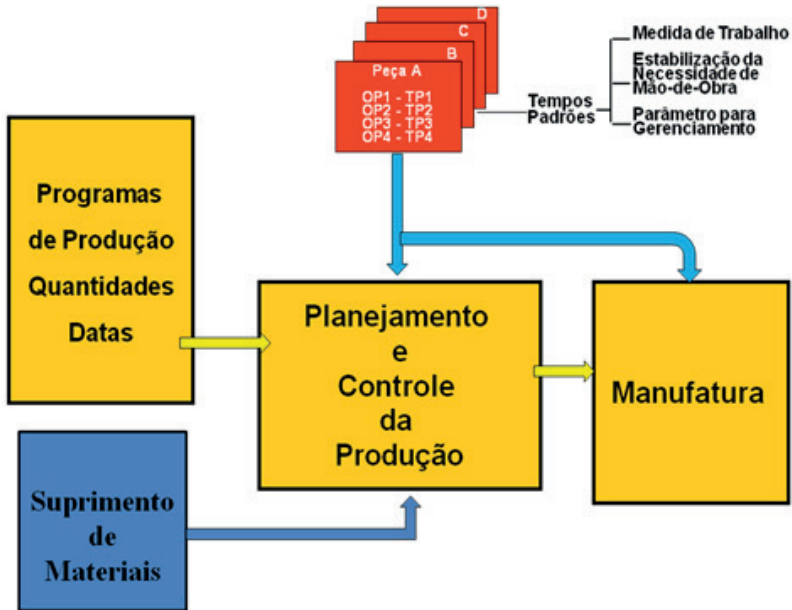 D
C
B
Peça A
OP1 - TP1
OP2 - TP2
OP3 - TP3
OP4 - TP4
Tempos
Padrões
Medida de Trabalho
Estabilização da
Necessidade de
Mão-de-Obra
Parâmetro para
Gerenciamento
Programas
de Produção
Quantidades
Datas
Planejamento
e
Controle
da
Produção
Manufatura
Suprimento
de
Materiais